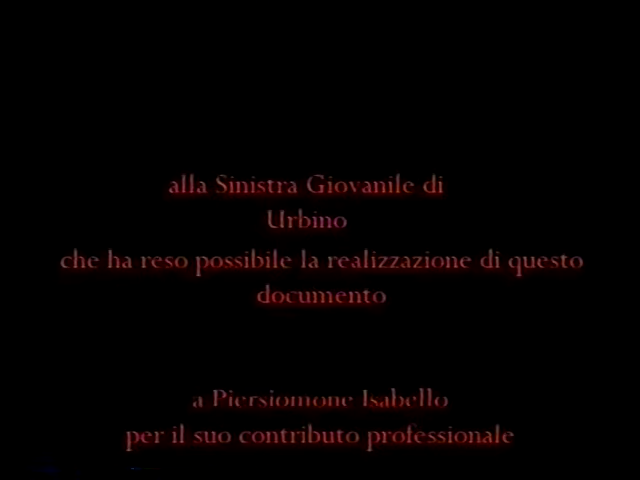 alla Sinistra Giovanile di
Urbino
che ha reso possibile la realizzazione di questo
documento
a Piersiomone Isabello
per il suo contributo professionale